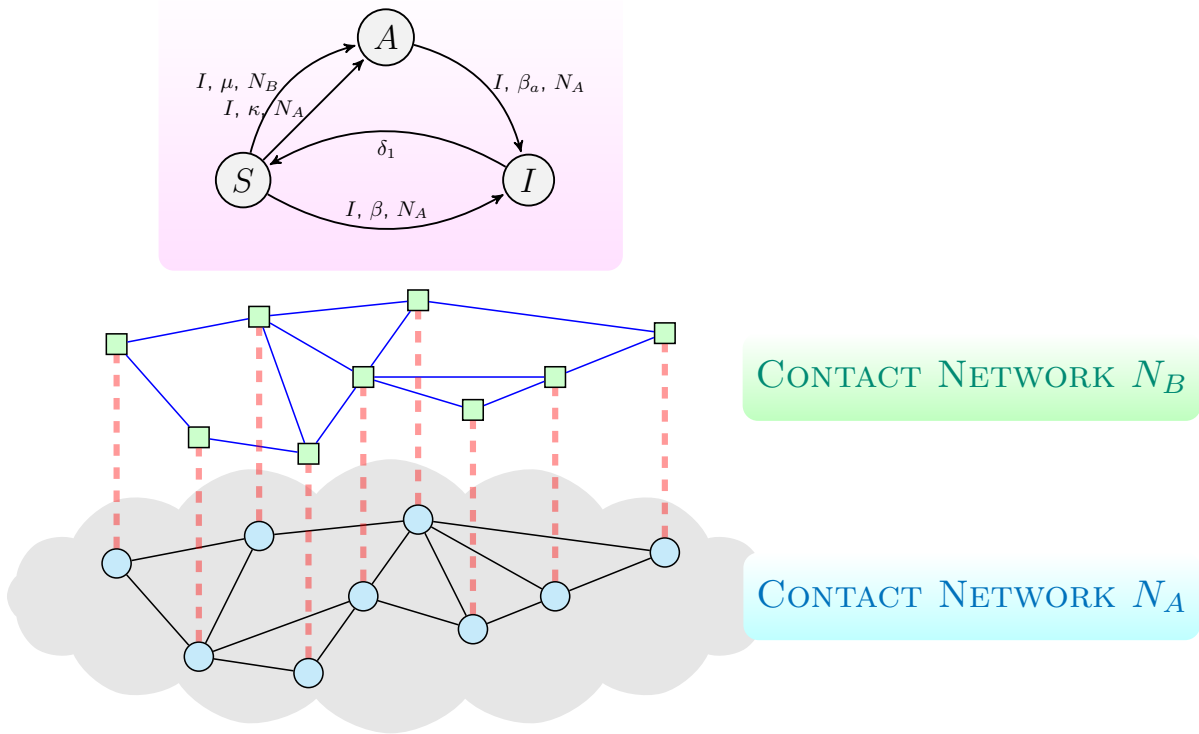 A
I, μ, N_B
I, β_a, N_A
I, κ, N_A
δ_1
S
I
I, β, N_A
CONTACT NETWORK N_B
CONTACT NETWORK N_A